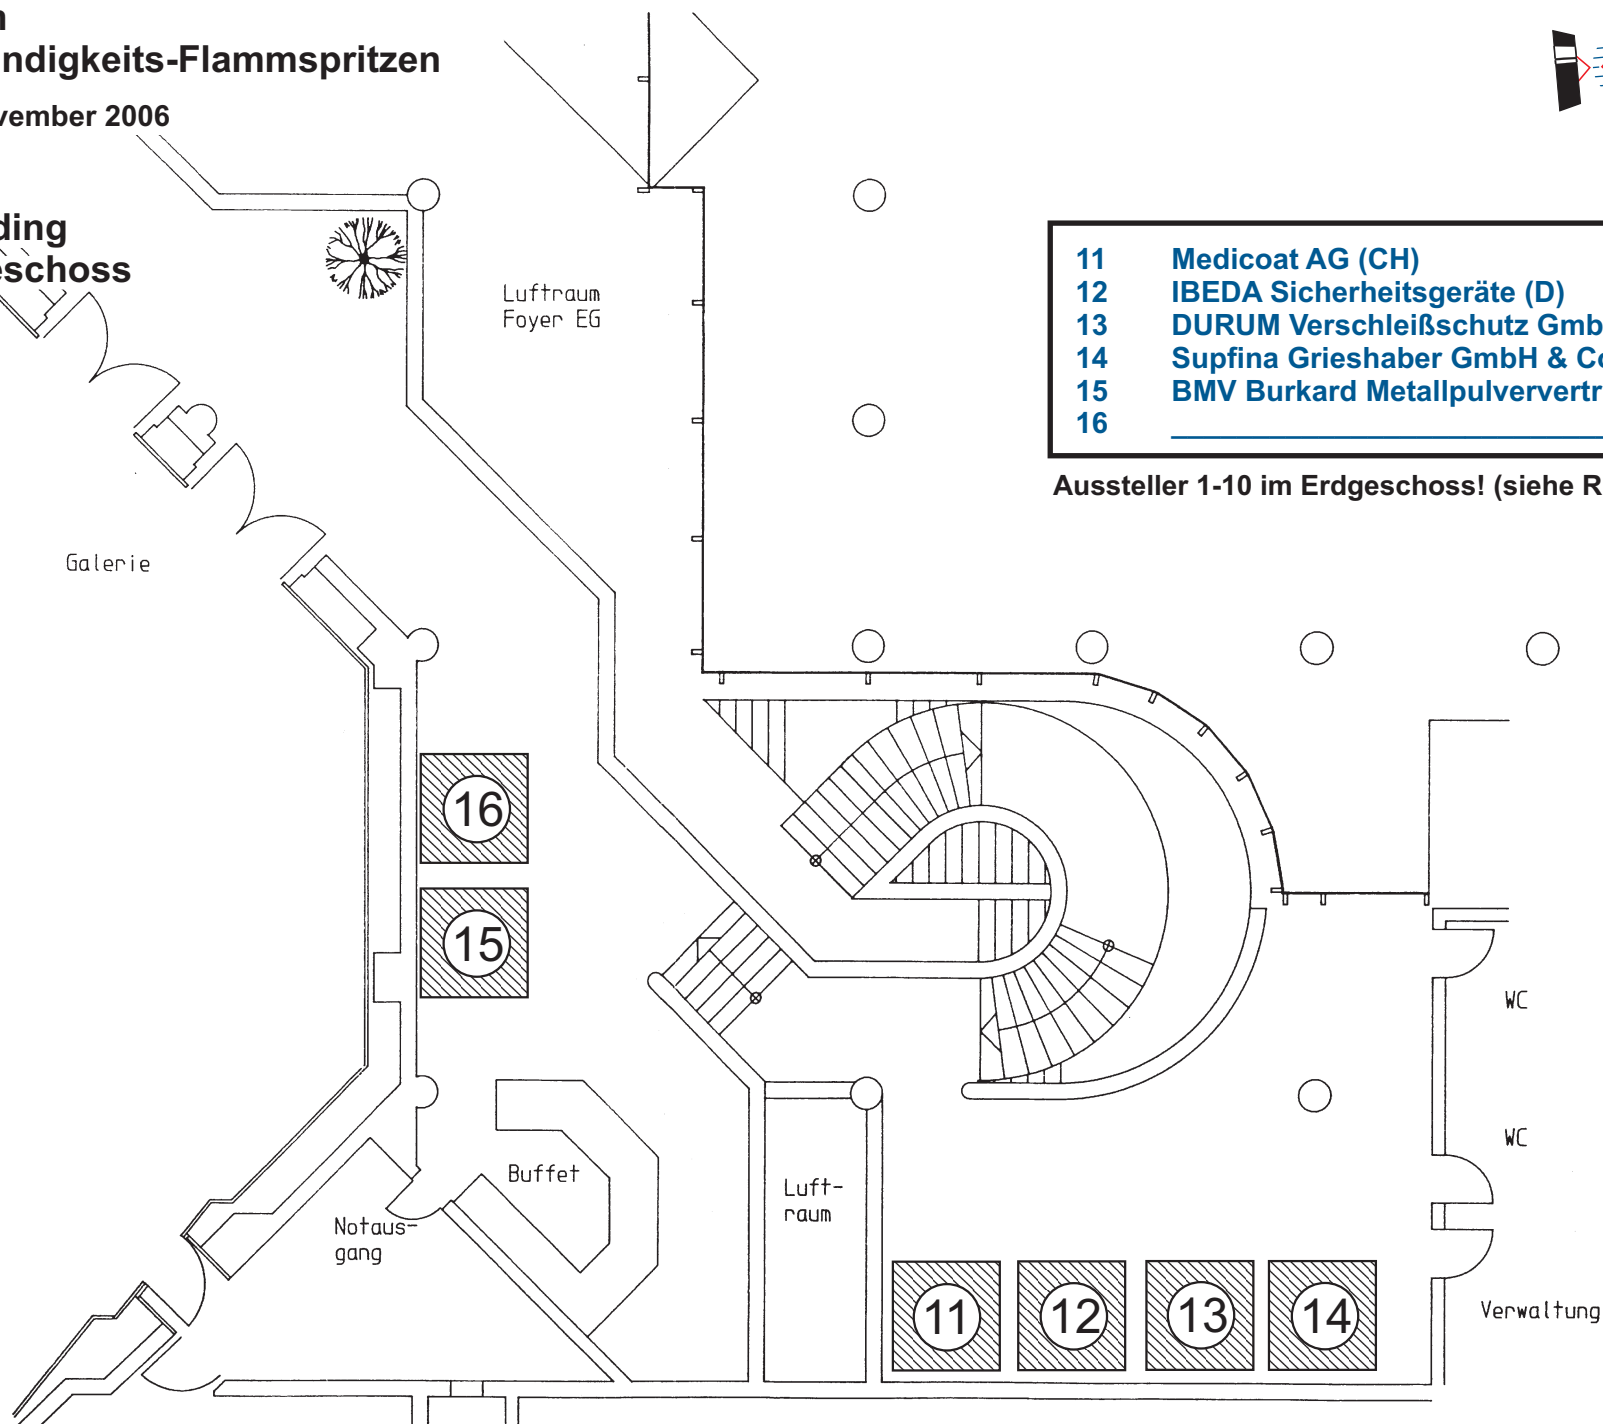 ndigkeits-Flammspritzen
vember 2006
ding
eschoss
11 Medicoat AG (CH)
12 IBEDA Sicherheitsgeräte (D)
13 DURUM Verschleißschutz Gmb
14 Supfina Grieshaber GmbH & Co
15 BMV Burkard Metallpulververtr
16
Aussteller 1-10 im Erdgeschoss! (siehe R
Luftraum
Foyer EG
Galerie
16
15
WC
WC
Buffet
Luft-
raum
Notaus-
gang
11
12
13
14
Verwaltung